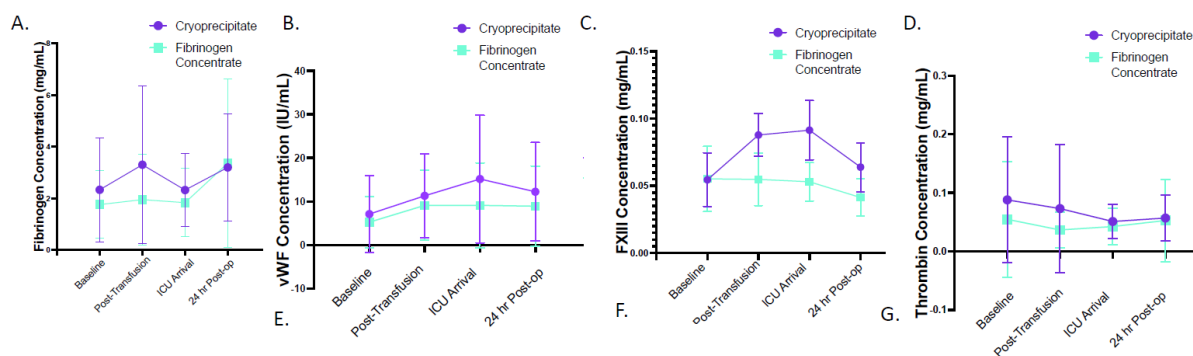 A.
Cryoprecipitate
Fibrinogen
Concentrate
Fibrinogen Concentration (mg/mL)
8
6
4
2
0
Baseline
Post-Transfusion
ICU Arrival
24 hr Post-op
B.
Cryoprecipitate
Fibrinogen Concentrate
vWF Concentration (IU/mL)
40
30
20
10
0
-10
Baseline
Post-Transfusion
ICU Arrival
24 hr Post-op
E.
C.
Cryoprecipitate
Fibrinogen
Concentrate
FXIII Concentration (mg/mL)
0.15
0.10
0.05
0.00
Baseline
Post-Transfusion
ICU Arrival
24 hr Post-op
F.
D.
Cryoprecipitate
Fibrinogen
Concentrate
Thrombin Concentration (mg/mL)
0.3
0.2
0.1
0.0
-0.1
Baseline
Post-Transfusion
ICU Arrival
24 hr Post-op
G.